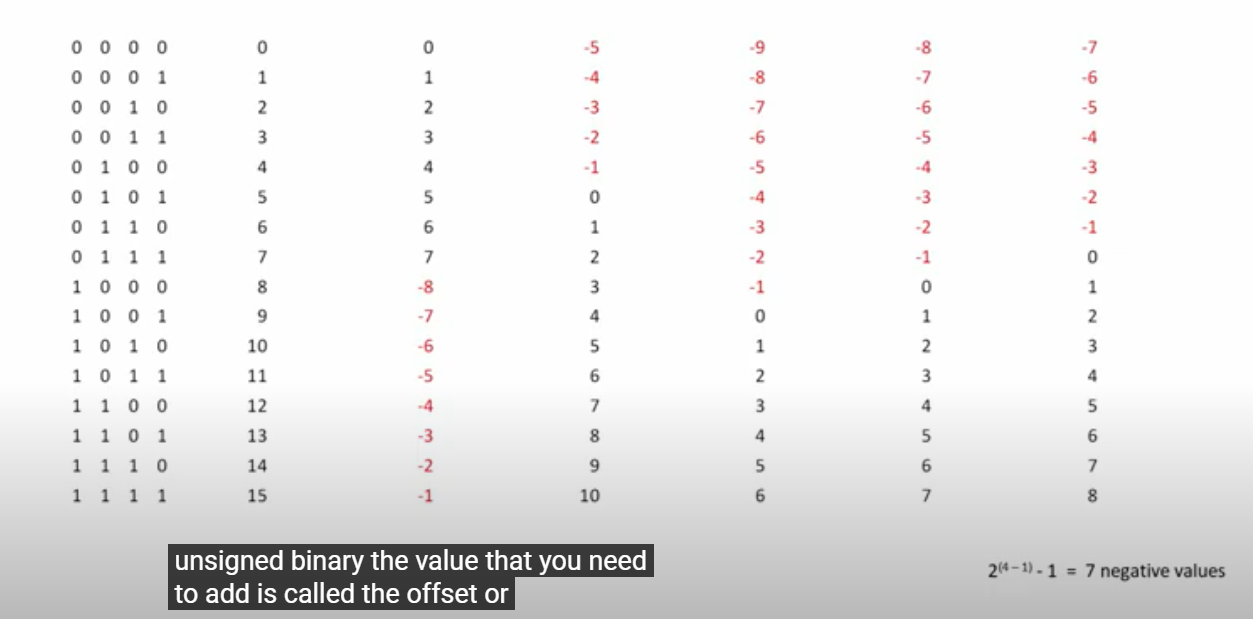 0 0 0 0 0 0 -5 -9 -8 -7
0 0 0 1 1 1 -4 -8 -7 -6
0 0 1 0 2 2 -3 -7 -6 -5
0 0 1 1 3 3 -2 -6 -5 -4
0 1 0 0 4 4 -1 -5 -4 -3
0 1 0 1 5 5 0 -4 -3 -2
0 1 1 0 6 6 1 -3 -2 -1
0 1 1 1 7 7 2 -2 -1 0
1 0 0 0 8 -8 3 -1 0 1
1 0 0 1 9 -7 4 0 1 2
1 0 1 0 10 -6 5 1 2 3
1 0 1 1 11 -5 6 2 3 4
1 1 0 0 12 -4 7 3 4 5
1 1 0 1 13 -3 8 4 5 6
1 1 1 0 14 -2 9 5 6 7
1 1 1 1 15 -1 10 6 7 8
unsigned binary the value that you need
to add is called the offset or
2⁽⁴⁻¹⁾ - 1 = 7 negative values